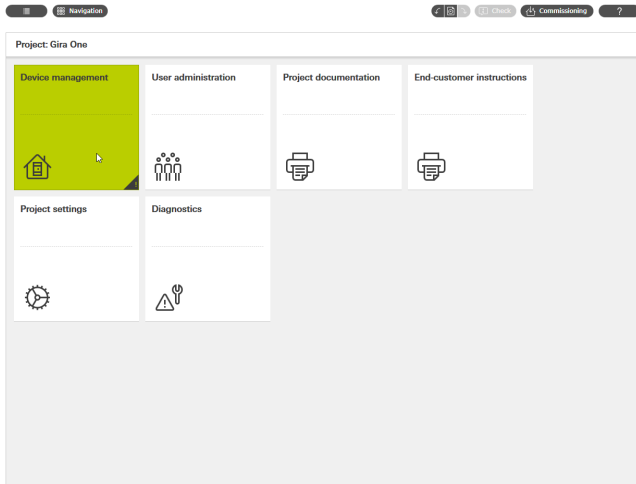 Navigation
Check
Commissioning
?
Project: Gira One
Device management
User administration
Project documentation
End-customer instructions
Project settings
Diagnostics